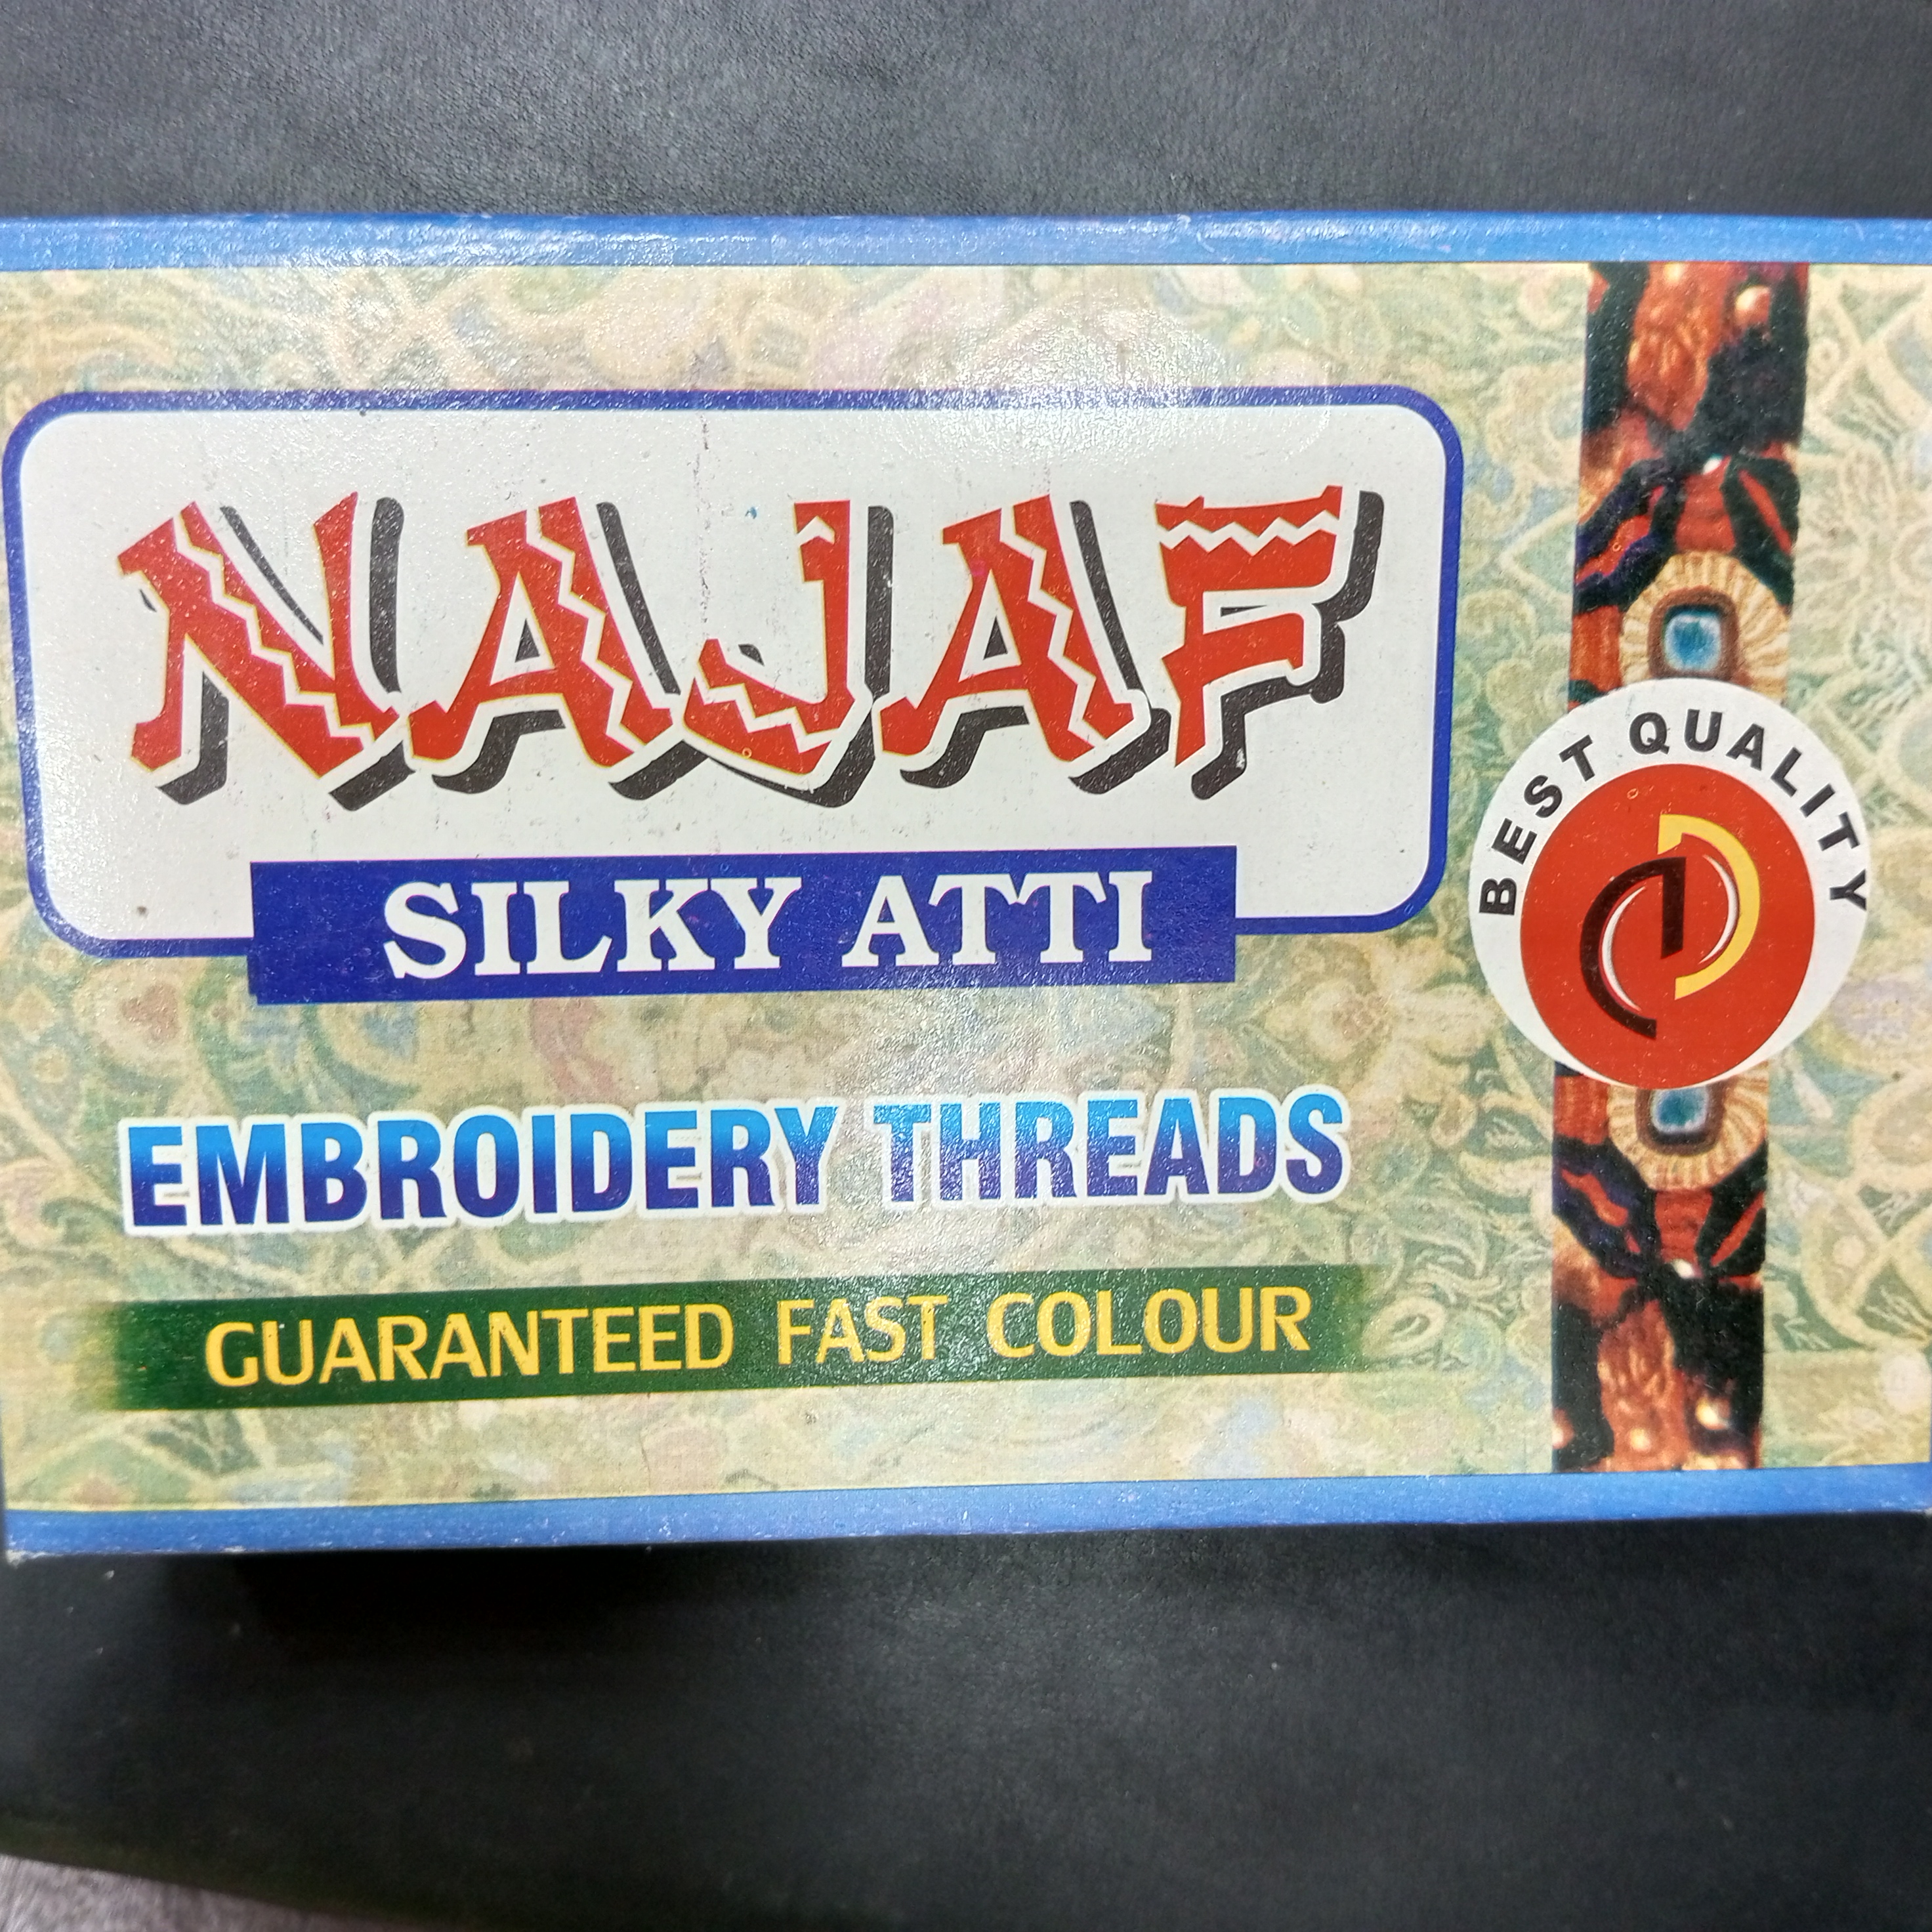 NAJAF
SILKY ATTI
BEST QUALITY
EMBROIDERY THREADS
GUARANTEED FAST COLOUR